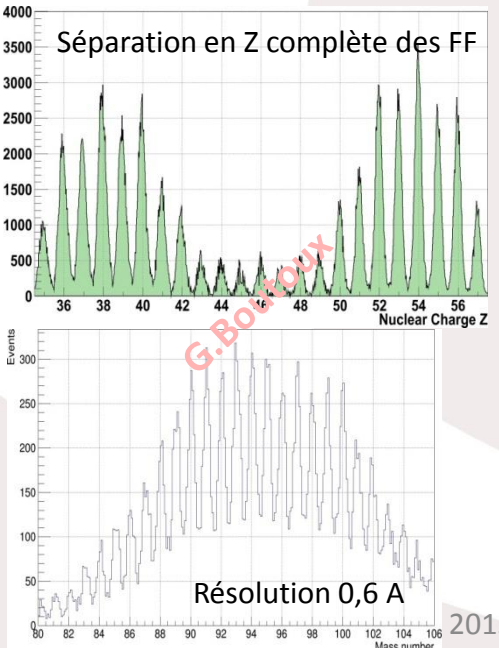 Séparation en Z complète des FF
4000
3500
3000
2500
2000
1500
1000
500
0
36 38 40 42 44 46 48 50 52 54 56
Nuclear Charge Z
G.Boutoux
Events
300
250
200
150
100
50
0
Résolution 0,6 A
80 82 84 86 88 90 92 94 96 98 100 102 104 106
Mass number
201